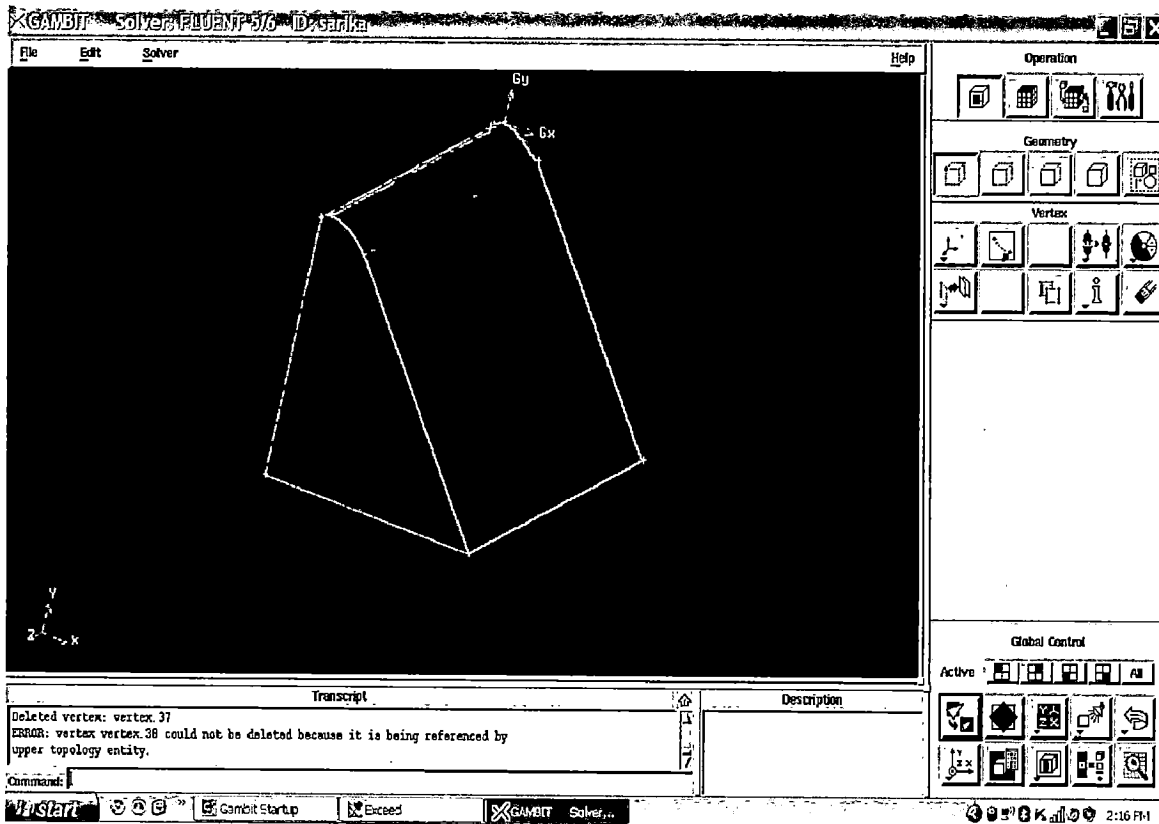 GAMBIT Solver: FLUENT 5/6 ID: sarika
File Edit Solver Help
Operation
Geometry
Vertex
Gy
Gx
Y
Z X
Global Control
Active All
Transcript
Description
Deleted vertex: vertex.37
ERROR: vertex vertex.38 could not be deleted because it is being referenced by
upper topology entity.
Command:
Start Gambit Startup Exceed GAMBIT Solver... 2:16 PM